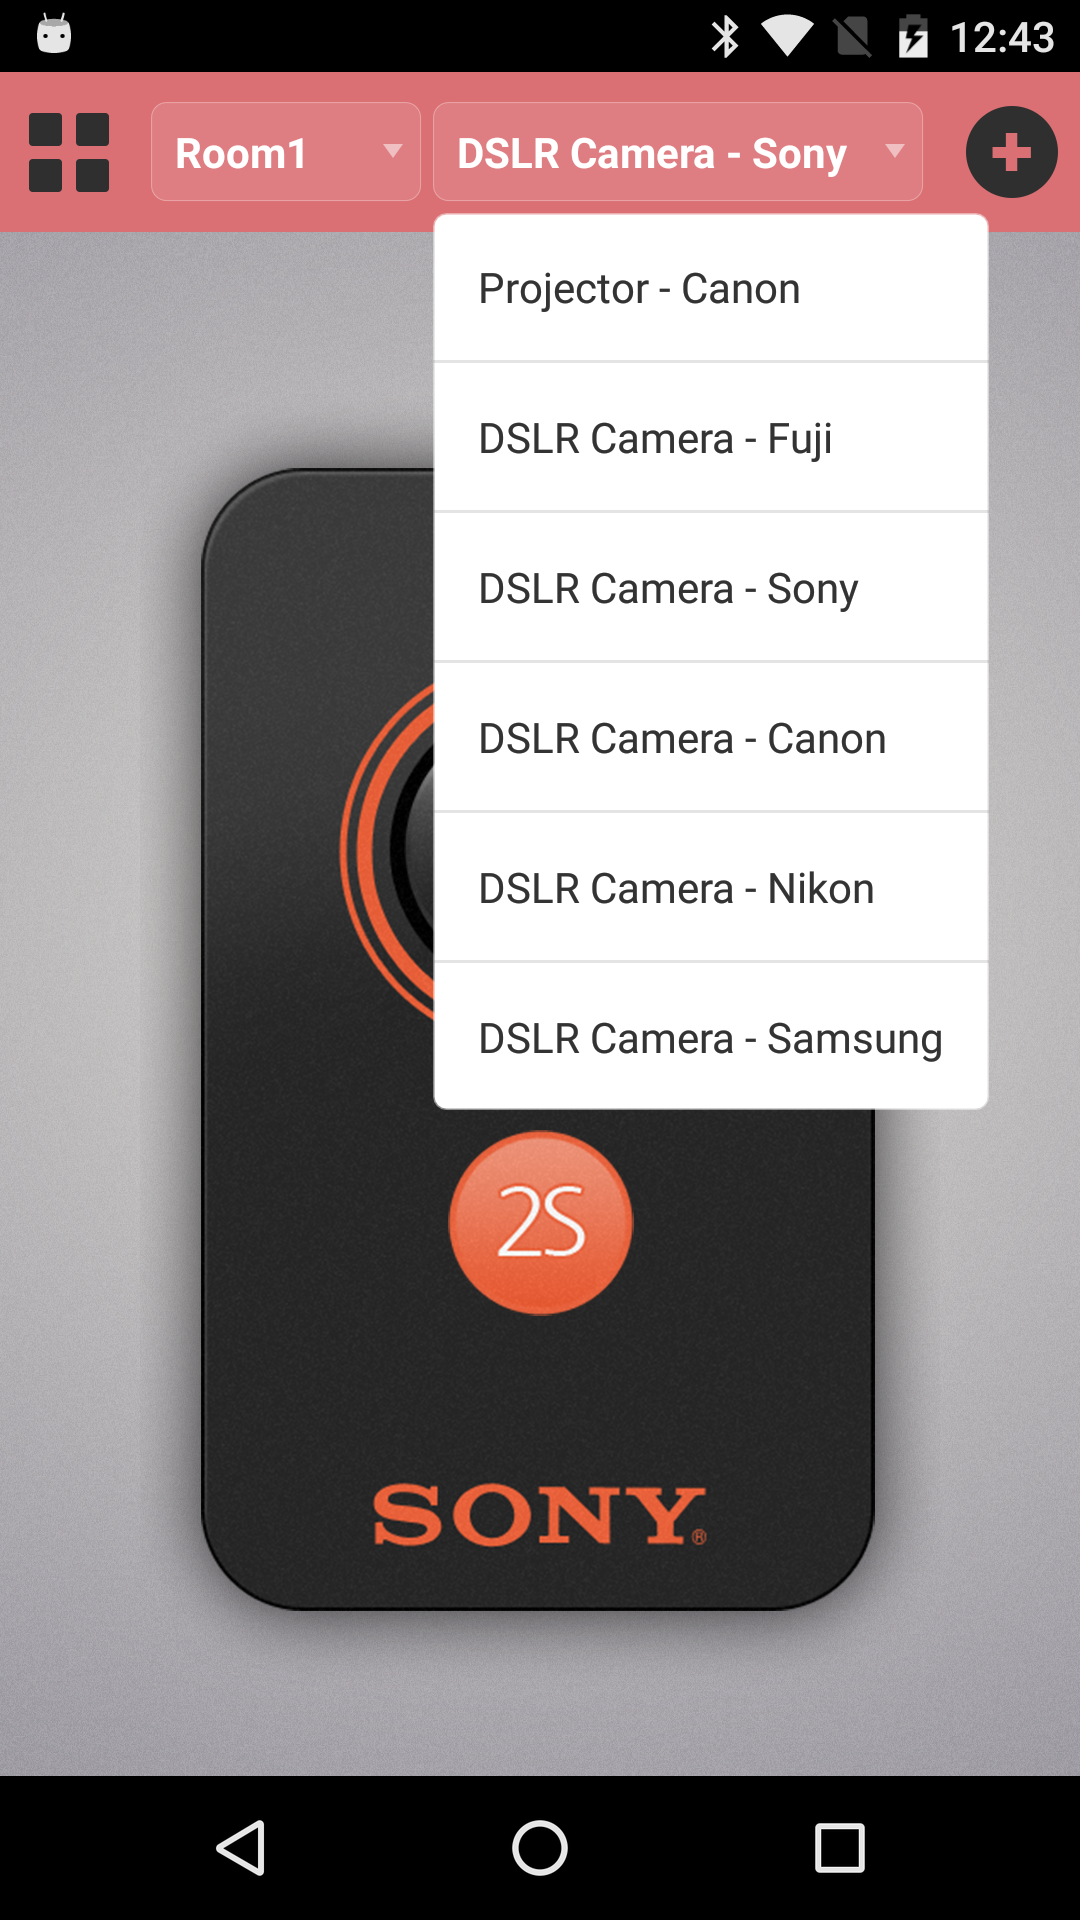 12:43
Room1
DSLR Camera - Sony
Projector - Canon
DSLR Camera - Fuji
DSLR Camera - Sony
DSLR Camera - Canon
DSLR Camera - Nikon
DSLR Camera - Samsung
2S
SONY®